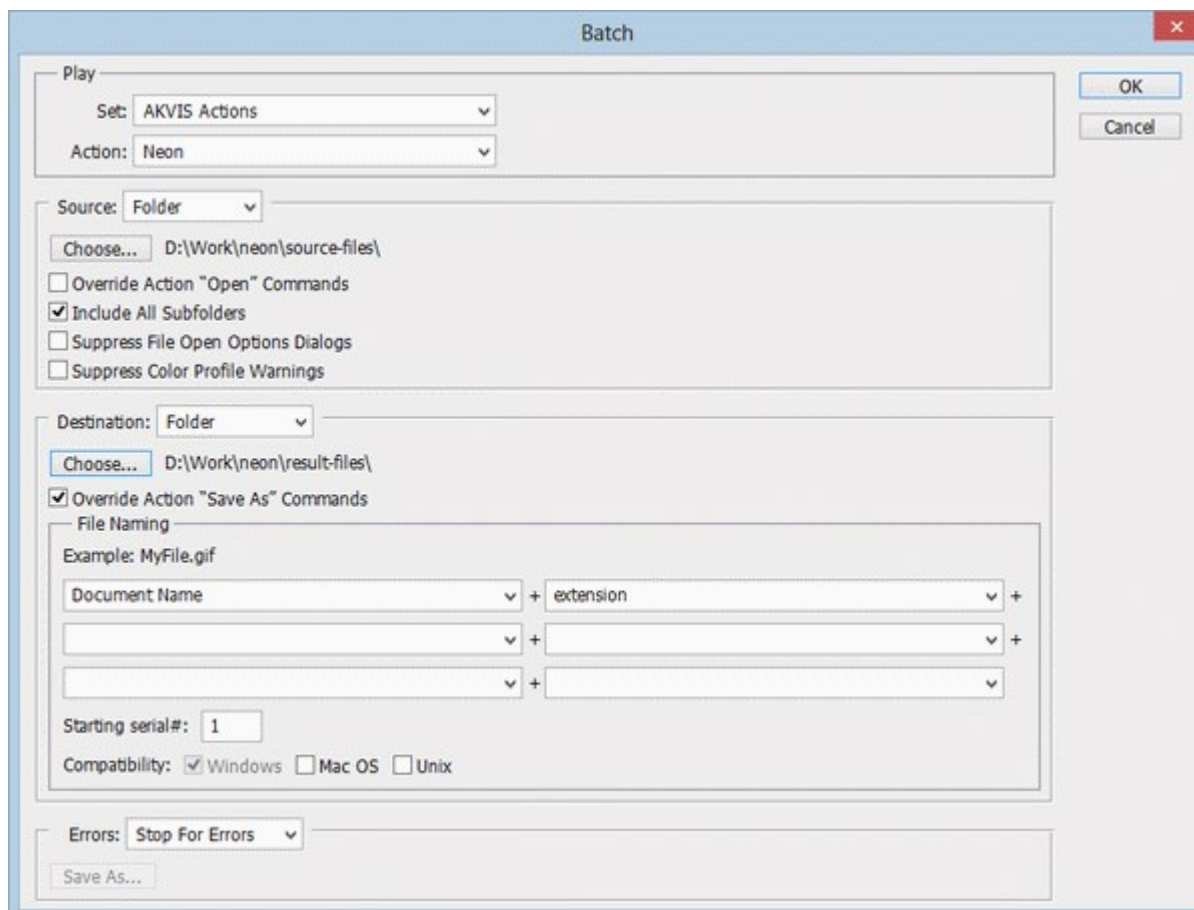 Batch
Play
Set: AKVIS Actions
OK
Action: Neon
Cancel
Source: Folder
Choose... D:\Work\neon\source-files\
Override Action "Open" Commands
Include All Subfolders
Suppress File Open Options Dialogs
Suppress Color Profile Warnings
Destination: Folder
Choose... D:\Work\neon\result-files\
Override Action "Save As" Commands
File Naming
Example: MyFile.gif
Document Name + extension +
+ +
+
Starting serial#: 1
Compatibility: Windows Mac OS Unix
Errors: Stop For Errors
Save As...